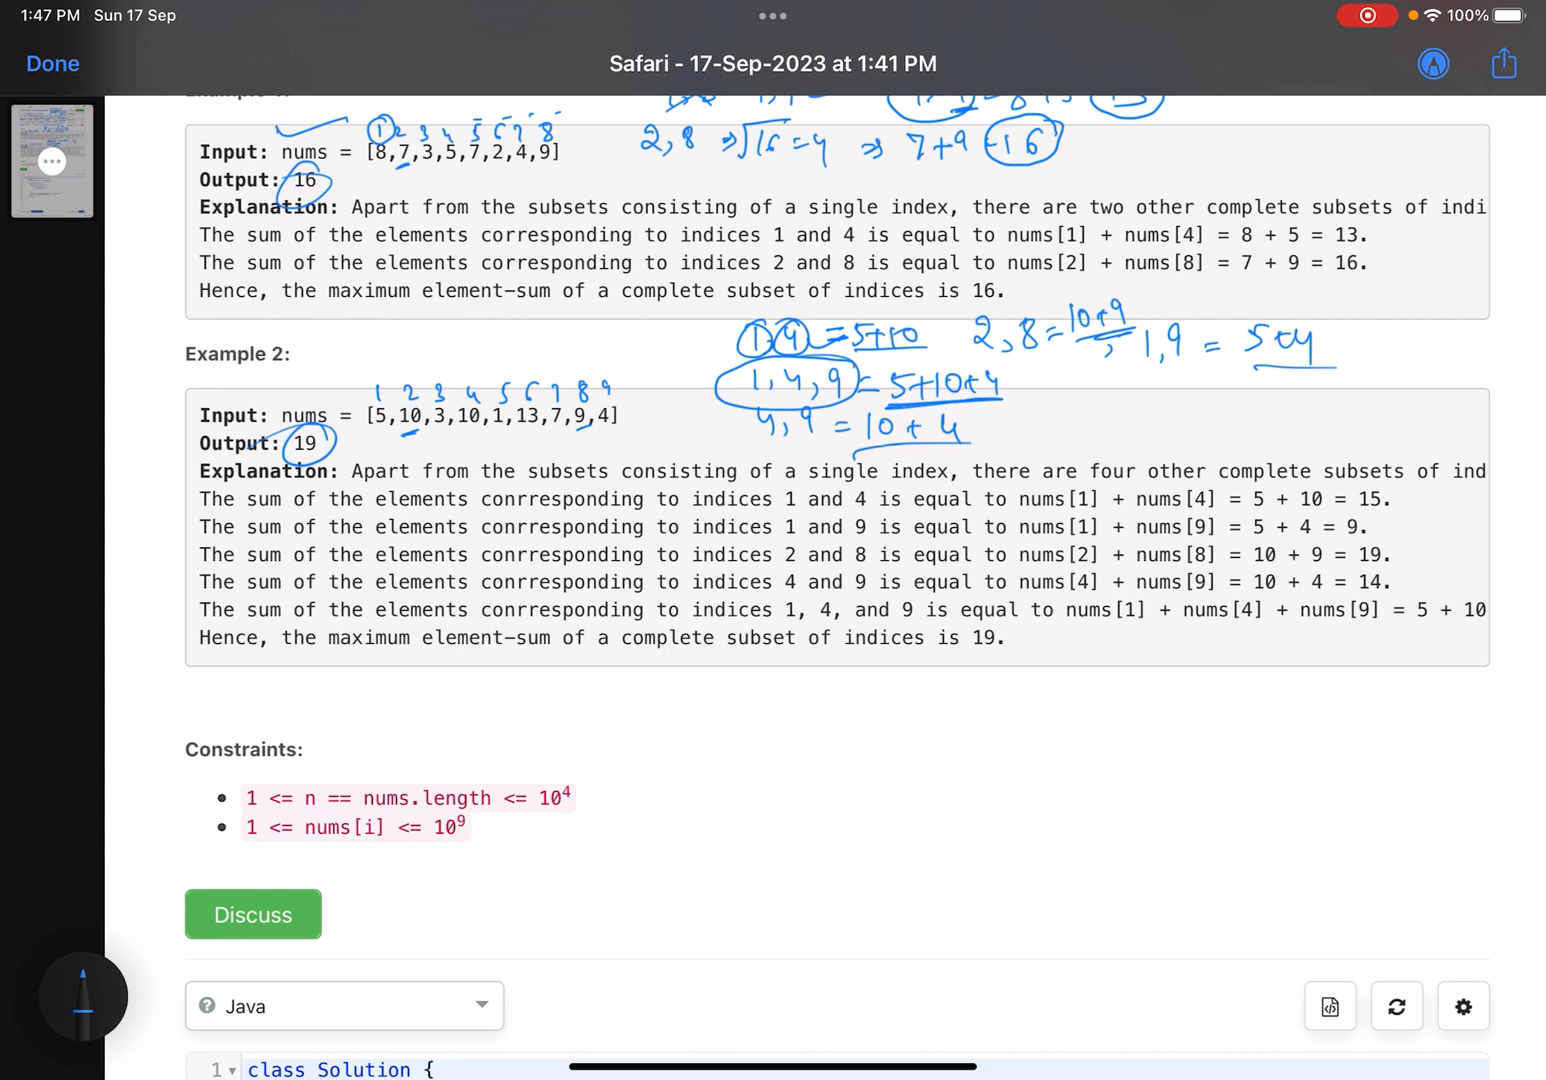 1:47 PM Sun 17 Sep
100%
Done
Safari - 17-Sep-2023 at 1:41 PM
① 2 3 4 5 6 7 8
2, 8 ⇒ √16 = 4 ⇒ 7+9 = 16
Input: nums = [8,7,3,5,7,2,4,9]
Output: 16
Explanation: Apart from the subsets consisting of a single index, there are two other complete subsets of indi
The sum of the elements corresponding to indices 1 and 4 is equal to nums[1] + nums[4] = 8 + 5 = 13.
The sum of the elements corresponding to indices 2 and 8 is equal to nums[2] + nums[8] = 7 + 9 = 16.
Hence, the maximum element-sum of a complete subset of indices is 16.
1, 4 = 5+10 2, 8 = 10+9, 1, 9 = 5+4
Example 2:
1, 4, 9 = 5+10+4
1 2 3 4 5 6 7 8 9
Input: nums = [5,10,3,10,1,13,7,9,4]
4, 9 = 10 + 4
Output: 19
Explanation: Apart from the subsets consisting of a single index, there are four other complete subsets of ind
The sum of the elements conrresponding to indices 1 and 4 is equal to nums[1] + nums[4] = 5 + 10 = 15.
The sum of the elements conrresponding to indices 1 and 9 is equal to nums[1] + nums[9] = 5 + 4 = 9.
The sum of the elements conrresponding to indices 2 and 8 is equal to nums[2] + nums[8] = 10 + 9 = 19.
The sum of the elements conrresponding to indices 4 and 9 is equal to nums[4] + nums[9] = 10 + 4 = 14.
The sum of the elements conrresponding to indices 1, 4, and 9 is equal to nums[1] + nums[4] + nums[9] = 5 + 10
Hence, the maximum element-sum of a complete subset of indices is 19.
Constraints:
1 <= n == nums.length <= 10⁴
1 <= nums[i] <= 10⁹
Discuss
Java
1 class Solution {